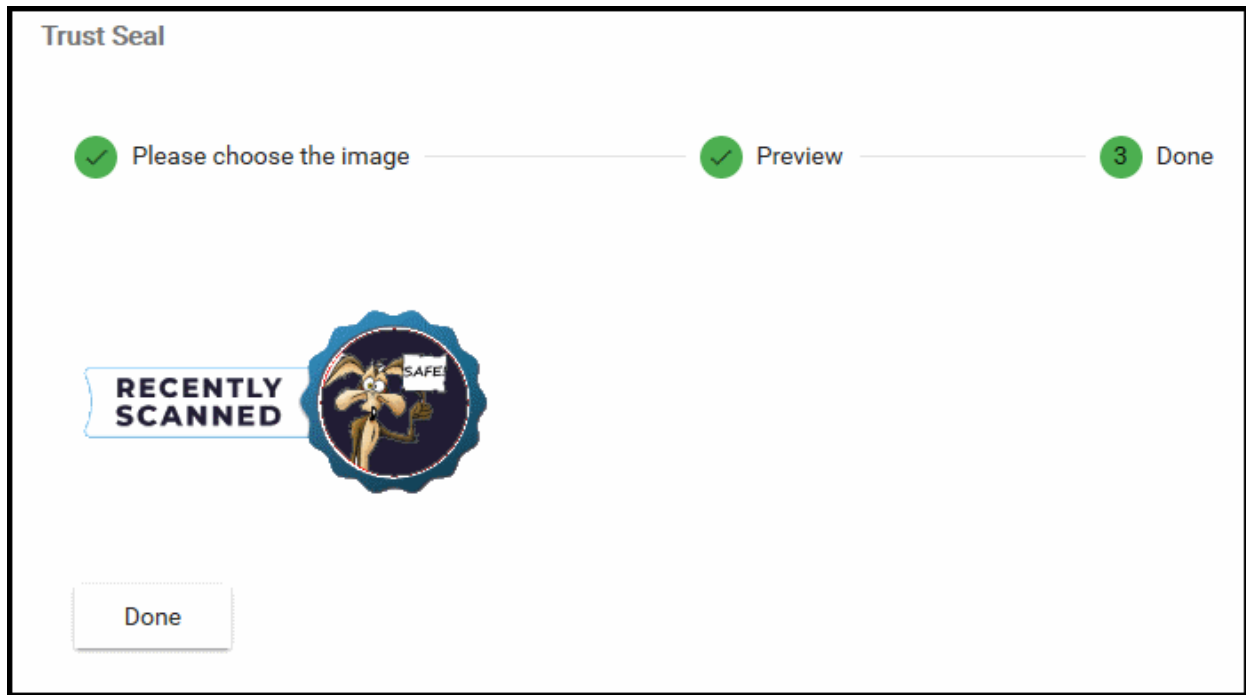 Trust Seal
Please choose the image
Preview
3 Done
SAFE!
RECENTLY
SCANNED
Done